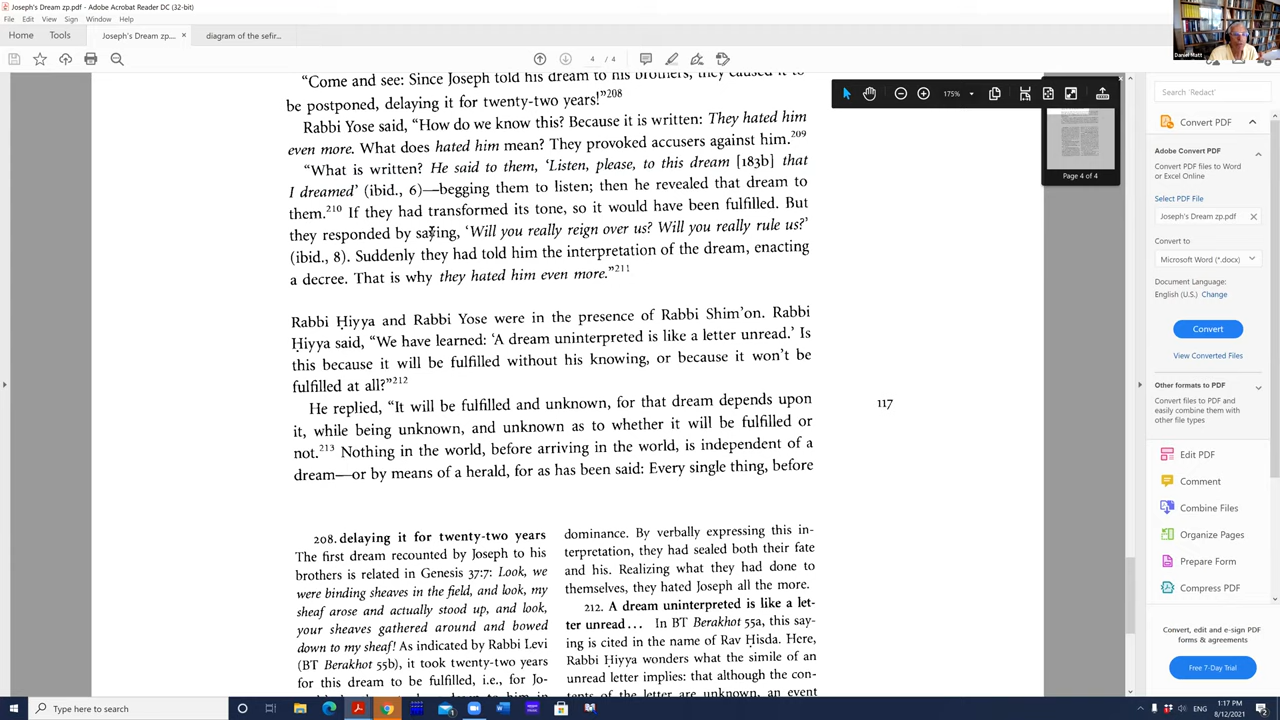 Joseph's Dream zp.pdf - Adobe Acrobat Reader DC (32-bit)
File Edit View Sign Window Help
Home Tools Joseph's Dream zp.... × diagram of the sefir...
4 / 4
Daniel Matt
175%
Page 4 of 4
"Come and see: Since Joseph told his dream to his brothers, they caused it to
be postponed, delaying it for twenty-two years!"208
Rabbi Yose said, "How do we know this? Because it is written: They hated him
even more. What does hated him mean? They provoked accusers against him.209
"What is written? He said to them, 'Listen, please, to this dream [183b] that
I dreamed' (ibid., 6)—begging them to listen; then he revealed that dream to
them.210 If they had transformed its tone, so it would have been fulfilled. But
they responded by saying, 'Will you really reign over us? Will you really rule us?'
(ibid., 8). Suddenly they had told him the interpretation of the dream, enacting
a decree. That is why they hated him even more."211
Rabbi Ḥiyya and Rabbi Yose were in the presence of Rabbi Shim'on. Rabbi
Ḥiyya said, "We have learned: 'A dream uninterpreted is like a letter unread.' Is
this because it will be fulfilled without his knowing, or because it won't be
fulfilled at all?"212
He replied, "It will be fulfilled and unknown, for that dream depends upon
it, while being unknown, and unknown as to whether it will be fulfilled or
not.213 Nothing in the world, before arriving in the world, is independent of a
dream—or by means of a herald, for as has been said: Every single thing, before
117
208. delaying it for twenty-two years
The first dream recounted by Joseph to his
brothers is related in Genesis 37:7: Look, we
were binding sheaves in the field, and look, my
sheaf arose and actually stood up, and look,
your sheaves gathered around and bowed
down to my sheaf! As indicated by Rabbi Levi
(BT Berakhot 55b), it took twenty-two years
for this dream to be fulfilled, i.e., for Jo-
dominance. By verbally expressing this in-
terpretation, they had sealed both their fate
and his. Realizing what they had done to
themselves, they hated Joseph all the more.
212. A dream uninterpreted is like a let-
ter unread... In BT Berakhot 55a, this say-
ing is cited in the name of Rav Ḥisda. Here,
Rabbi Ḥiyya wonders what the simile of an
unread letter implies: that although the con-
tents of the letter are unknown, an event
Search 'Redact'
Convert PDF
Adobe Convert PDF
Convert PDF files to Word
or Excel Online
Select PDF File
Joseph's Dream zp.pdf ×
Convert to
Microsoft Word (*.docx)
Document Language:
English (U.S.) Change
Convert
View Converted Files
Other formats to PDF
Convert files to PDF and
easily combine them with
other file types
Edit PDF
Comment
Combine Files
Organize Pages
Prepare Form
Compress PDF
Convert, edit and e-sign PDF
forms & agreements
Free 7-Day Trial
Type here to search
ENG
1:17 PM
8/12/2021